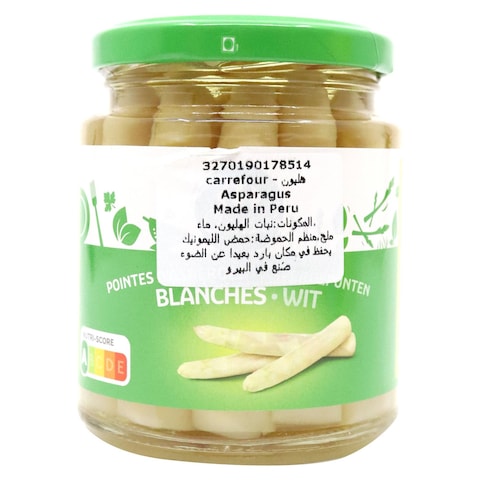 3270190178514
carrefour - هليون
Asparagus
Made in Peru
المكونات:نبات الهليون، ماء،
ملح،منظم الحموضة:حمض الليمونيك
يحفظ في مكان بارد بعيدا عن الضوء
صنع في البيرو
POINTES
PUNTEN
BLANCHES • WIT
NUTRI-SCORE
A C D E